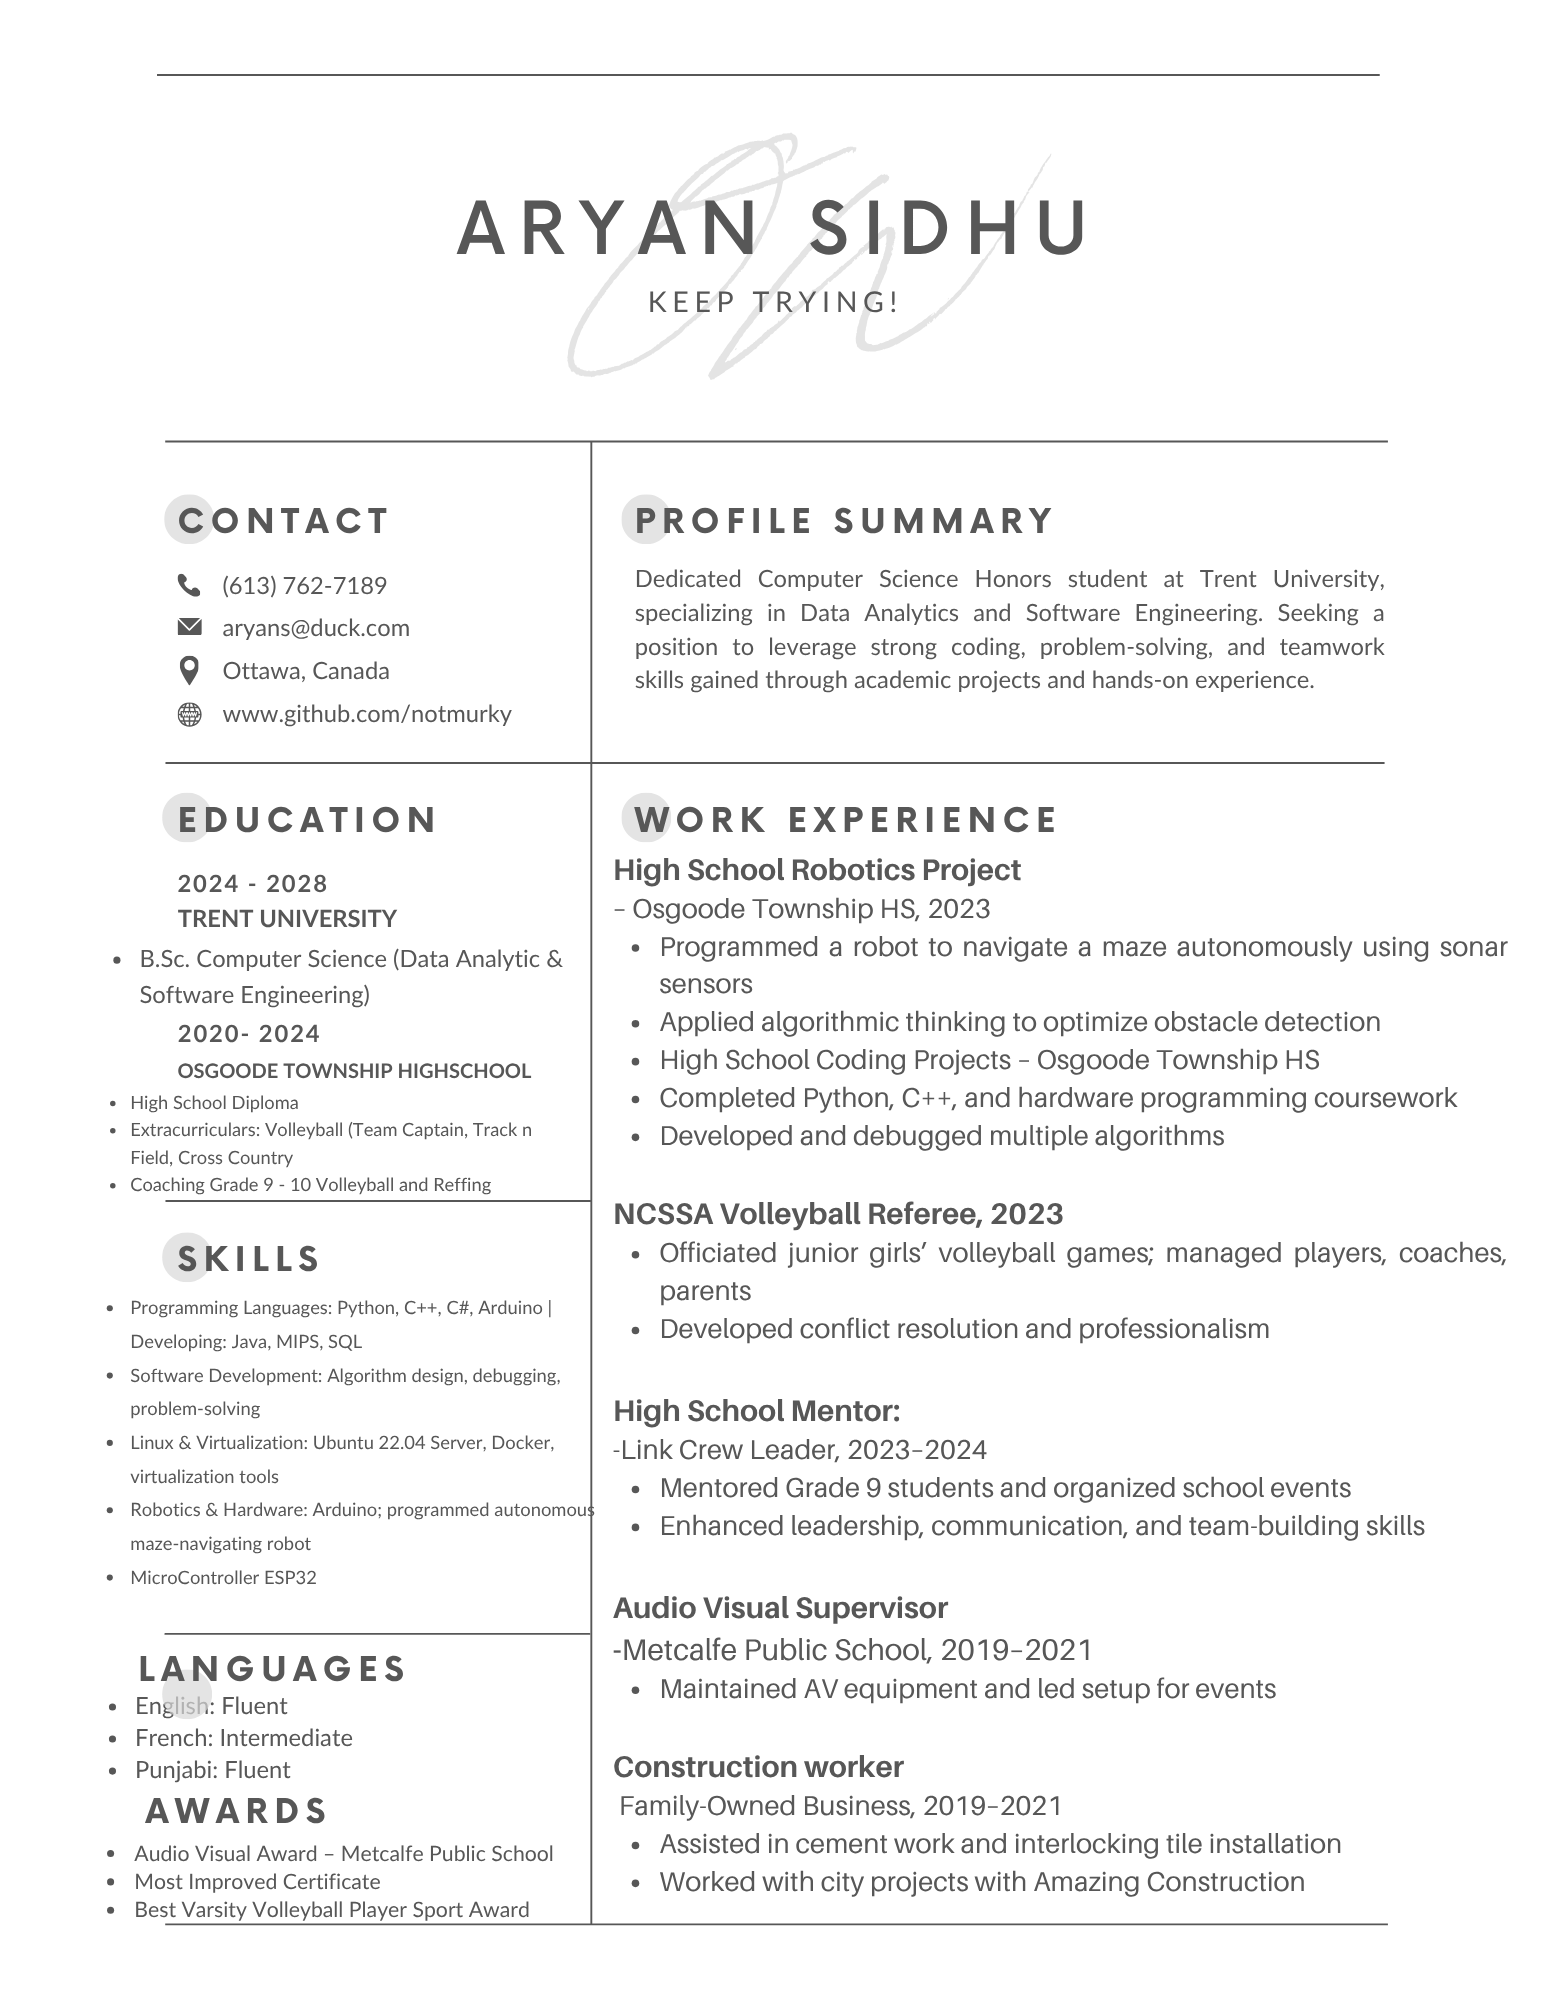 ARYAN SIDHU
KEEP TRYING!
CONTACT
(613) 762-7189
aryans@duck.com
Ottawa, Canada
www.github.com/notmurky
PROFILE SUMMARY
Dedicated Computer Science Honors student at Trent University,
specializing in Data Analytics and Software Engineering. Seeking a
position to leverage strong coding, problem-solving, and teamwork
skills gained through academic projects and hands-on experience.
EDUCATION
2024 - 2028
TRENT UNIVERSITY
• B.Sc. Computer Science (Data Analytic &
Software Engineering)
2020- 2024
OSGOODE TOWNSHIP HIGHSCHOOL
• High School Diploma
• Extracurriculars: Volleyball (Team Captain, Track n
Field, Cross Country
• Coaching Grade 9 - 10 Volleyball and Reffing
SKILLS
• Programming Languages: Python, C++, C#, Arduino |
Developing: Java, MIPS, SQL
• Software Development: Algorithm design, debugging,
problem-solving
• Linux & Virtualization: Ubuntu 22.04 Server, Docker,
virtualization tools
• Robotics & Hardware: Arduino; programmed autonomous
maze-navigating robot
• MicroController ESP32
LANGUAGES
• English: Fluent
• French: Intermediate
• Punjabi: Fluent
AWARDS
• Audio Visual Award – Metcalfe Public School
• Most Improved Certificate
• Best Varsity Volleyball Player Sport Award
WORK EXPERIENCE
High School Robotics Project
– Osgoode Township HS, 2023
• Programmed a robot to navigate a maze autonomously using sonar
sensors
• Applied algorithmic thinking to optimize obstacle detection
• High School Coding Projects – Osgoode Township HS
• Completed Python, C++, and hardware programming coursework
• Developed and debugged multiple algorithms
NCSSA Volleyball Referee, 2023
• Officiated junior girls’ volleyball games; managed players, coaches,
parents
• Developed conflict resolution and professionalism
High School Mentor:
-Link Crew Leader, 2023–2024
• Mentored Grade 9 students and organized school events
• Enhanced leadership, communication, and team-building skills
Audio Visual Supervisor
-Metcalfe Public School, 2019–2021
• Maintained AV equipment and led setup for events
Construction worker
Family-Owned Business, 2019–2021
• Assisted in cement work and interlocking tile installation
• Worked with city projects with Amazing Construction